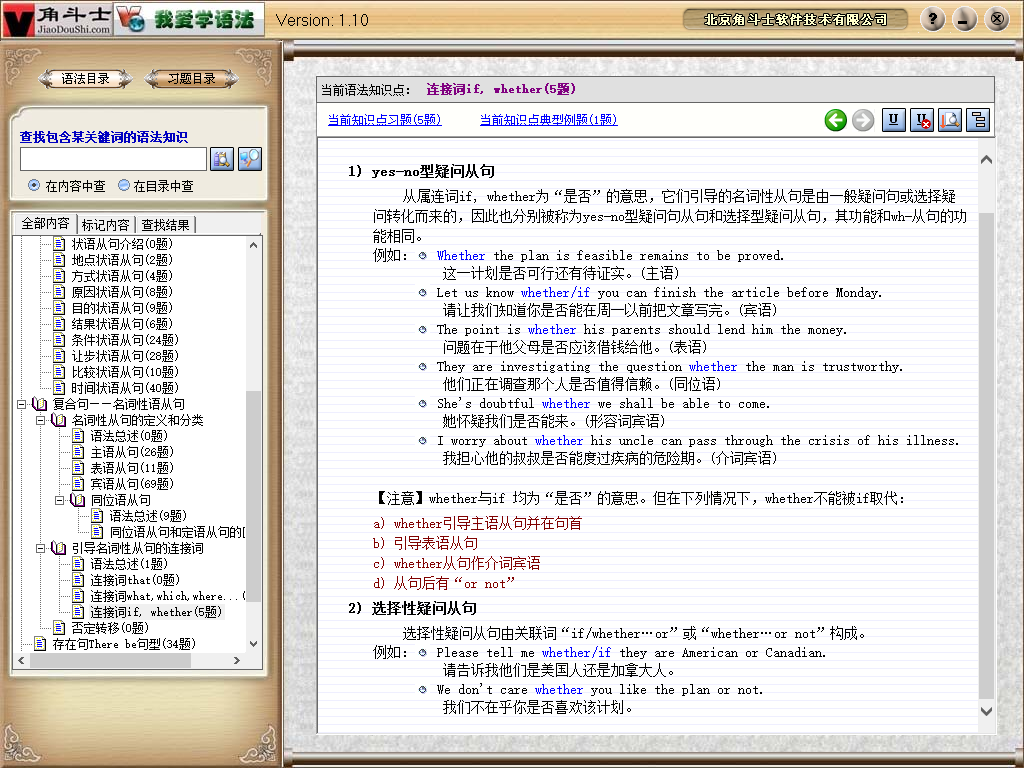 角斗士
JiaoDouShi.com
我爱学语法
Version: 1.10
北京角斗士软件技术有限公司
语法目录
习题目录
查找包含某关键词的语法知识
在内容中查
在目录中查
全部内容
标记内容
查找结果
状语从句介绍(0题)
地点状语从句(2题)
方式状语从句(4题)
原因状语从句(8题)
目的状语从句(9题)
结果状语从句(6题)
条件状语从句(24题)
让步状语从句(28题)
比较状语从句(10题)
时间状语从句(40题)
复合句——名词性语从句
名词性从句的定义和分类
语法总述(0题)
主语从句(26题)
表语从句(11题)
宾语从句(69题)
同位语从句
语法总述(9题)
同位语从句和定语从句的[
引导名词性从句的连接词
语法总述(1题)
连接词that(0题)
连接词what,which,where...(
连接词if, whether(5题)
否定转移(0题)
存在句There be句型(34题)
当前语法知识点: 连接词if, whether(5题)
当前知识点习题(5题)
当前知识点典型例题(1题)
1) yes-no型疑问从句
从属连词if, whether为“是否”的意思，它们引导的名词性从句是由一般疑问句或选择疑
问转化而来的，因此也分别被称为yes-no型疑问句从句和选择型疑问从句，其功能和wh-从句的功
能相同。
例如: Whether the plan is feasible remains to be proved.
这一计划是否可行还有待证实。(主语)
Let us know whether/if you can finish the article before Monday.
请让我们知道你是否能在周一以前把文章写完。(宾语)
The point is whether his parents should lend him the money.
问题在于他父母是否应该借钱给他。(表语)
They are investigating the question whether the man is trustworthy.
他们正在调查那个人是否值得信赖。(同位语)
She's doubtful whether we shall be able to come.
她怀疑我们是否能来。(形容词宾语)
I worry about whether his uncle can pass through the crisis of his illness.
我担心他的叔叔是否能度过疾病的危险期。(介词宾语)
【注意】whether与if 均为“是否”的意思。但在下列情况下，whether不能被if取代:
a) whether引导主语从句并在句首
b) 引导表语从句
c) whether从句作介词宾语
d) 从句后有“or not”
2) 选择性疑问从句
选择性疑问从句由关联词“if/whether…or”或“whether…or not”构成。
例如: Please tell me whether/if they are American or Canadian.
请告诉我他们是美国人还是加拿大人。
We don't care whether you like the plan or not.
我们不在乎你是否喜欢该计划。